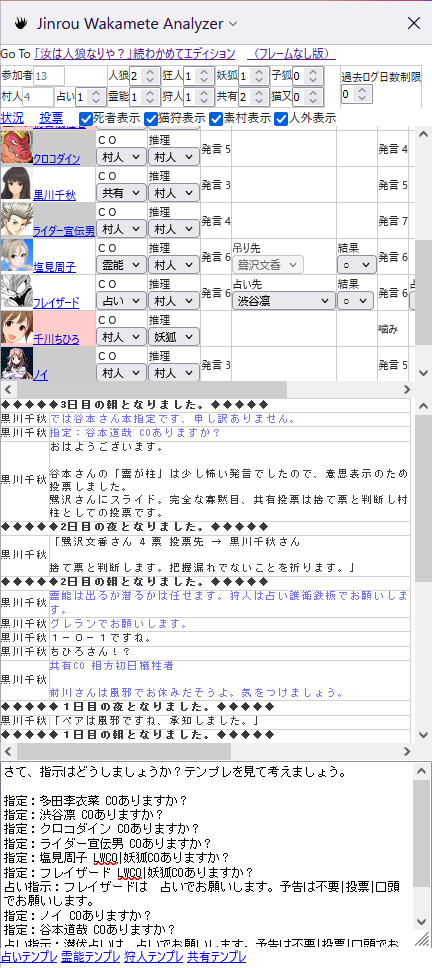 Jinrou Wakamete Analyzer
Go To 「汝は人狼なりや？」続わかめてエディション　（フレームなし版）
参加者 13 人狼 2 狂人 1 妖狐 1 子狐 0 過去ログ日数制限
村人 4 占い 1 霊能 1 狩人 1 共有 2 猫又 0 0
状況 投票 死者表示 猫狩表示 素村表示 人外表示
クロコダイン CO 村人 推理 村人 発言 5 発言 4
黒川千秋 CO 共有 推理 村人 発言 3 発言 5
ライダー宣伝男 CO 村人 推理 村人 発言 4 発言 7
塩見周子 CO 霊能 推理 村人 発言 6 吊り先 鷺沢文香 結果 ○ 発言 6
フレイザード CO 占い 推理 村人 発言 6 占い先 渋谷凛 結果 ○ 発言 6
千川ちひろ CO 村人 推理 妖狐 噛み
ノイ CO 村人 推理 村人 発言 3 発言 5
◆◆◆◆◆3日目の朝となりました。◆◆◆◆◆
黒川千秋 では谷本さん本指定です、申し訳ありません。
黒川千秋 指定：谷本道哉 COありますか？
黒川千秋 おはようございます。
谷本さんの「霊が柱」は少し怖い発言でしたので、意思表示のため
投票しました。
鷺沢さんにスライド。完全な寡黙目、共有投票は捨て票と判断し村
柱としての投票です。
◆◆◆◆◆2日目の夜となりました。◆◆◆◆◆
黒川千秋 「鷺沢文香さん 4 票 投票先 → 黒川千秋さん
捨て票と判断します。把握漏れでないことを祈ります。」
◆◆◆◆◆2日目の朝となりました。◆◆◆◆◆
黒川千秋 霊能は出るか潜るかは任せます。狩人は占い護衛鉄板でお願いしま
す。
黒川千秋 グレランでお願いします。
黒川千秋 １－０－１ですね。
黒川千秋 ちひろさん！？
黒川千秋 共有CO 相方初日犠牲者
前川さんは風邪でお休みだそうよ。気をつけましょう。
◆◆◆◆◆ 1日目の夜となりました。◆◆◆◆◆
黒川千秋 「ペアは風邪ですね、承知しました。」
◆◆◆◆◆ 1日目の朝となりました。◆◆◆◆◆
さて、指示はどうしましょうか？テンプレを見て考えましょう。
指定：多田李衣菜 COありますか？
指定：渋谷凛 COありますか？
指定：クロコダイン COありますか？
指定：ライダー宣伝男 COありますか？
指定：塩見周子 LWCO|妖狐COありますか？
指定：フレイザード LWCO|妖狐COありますか？
占い指示：フレイザードは　占いでお願いします。予告は不要|投票|口頭
でお願いします。
指定：ノイ COありますか？
指定：谷本道哉 COありますか？
占い指示：潜伏占いは　占いでお願いします。予告は不要|投票|口頭でお
占いテンプレ 霊能テンプレ 狩人テンプレ 共有テンプレ